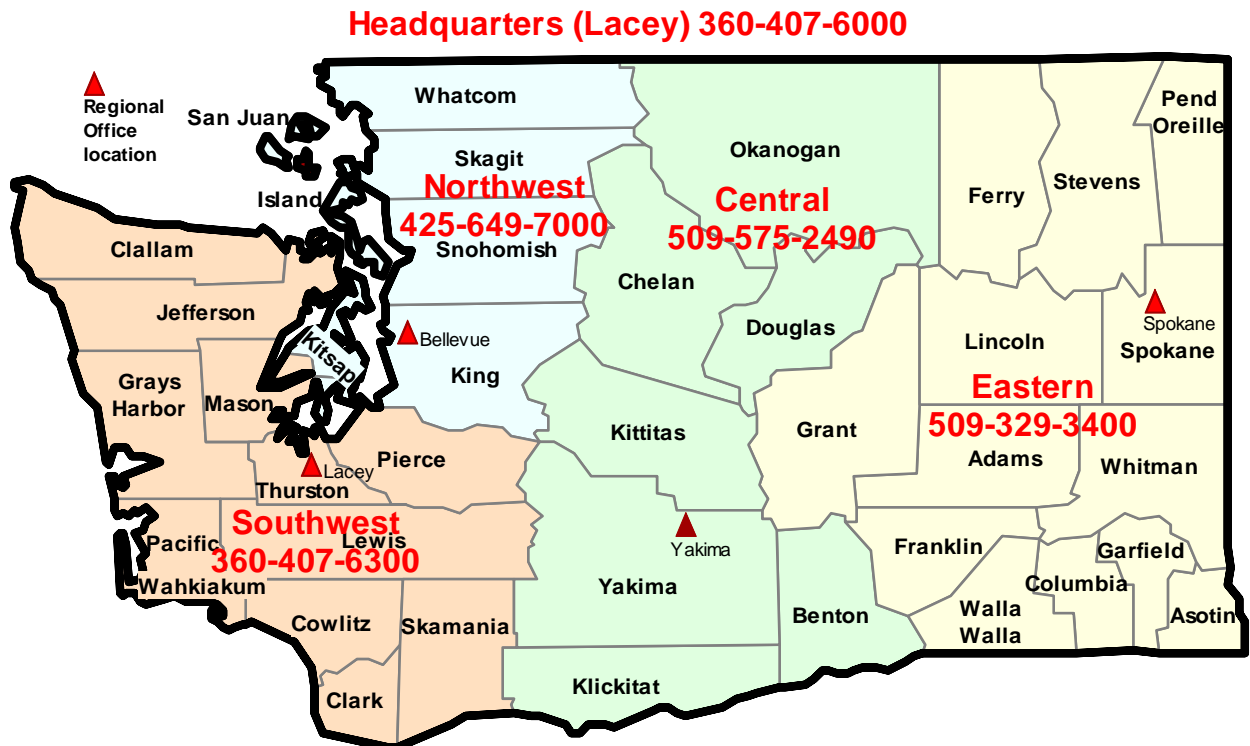 Headquarters (Lacey) 360-407-6000
Regional
Office
location
San Juan
Island
Whatcom
Skagit
Northwest
425-649-7000
Snohomish
Bellevue
King
Kitsap
Okanogan
Central
509-575-2490
Chelan
Douglas
Kittitas
Yakima
Yakima
Benton
Klickitat
Ferry
Stevens
Pend
Oreille
Spokane
Spokane
Lincoln
Eastern
509-329-3400
Grant
Adams
Whitman
Franklin
Garfield
Columbia
Walla
Walla
Asotin
Clallam
Jefferson
Grays
Harbor
Mason
Pierce
Lacey
Thurston
Southwest
Lewis
360-407-6300
Pacific
Wahkiakum
Cowlitz
Skamania
Clark